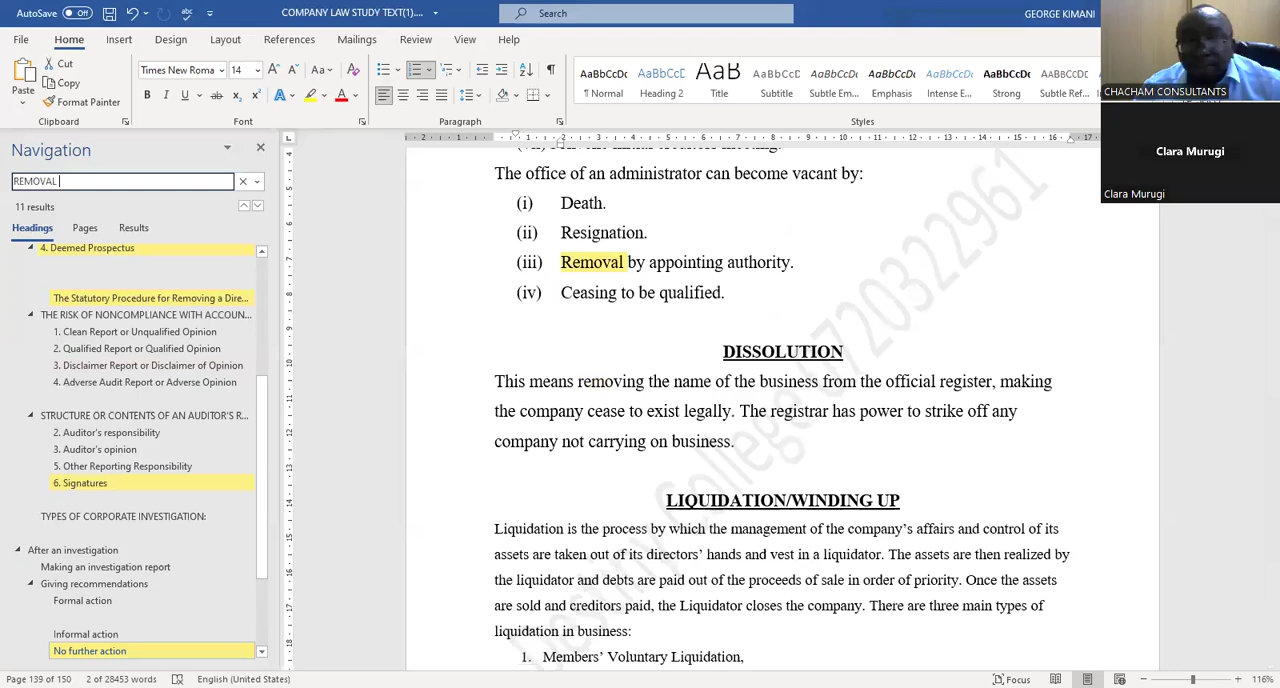 AutoSave Off
COMPANY LAW STUDY TEXT(1)....
Search
GEORGE KIMANI
File Home Insert Design Layout References Mailings Review View Help
Paste
Cut
Copy
Format Painter
Clipboard
Times New Roma 14
Font
Paragraph
AaBbCcDc AaBbCcD AaB AaBbCcD AaBbCcDc AaBbCcDc AaBbCcDc AaBbCcDc AaBbCcDc
¶ Normal Heading 2 Title Subtitle Subtle Em... Emphasis Intense E... Strong Subtle Ref...
Styles
CHACHAM CONSULTANTS
Clara Murugi
Clara Murugi
Navigation
REMOVAL
11 results
Headings Pages Results
4. Deemed Prospectus
The Statutory Procedure for Removing a Dire...
THE RISK OF NONCOMPLIANCE WITH ACCOUN...
1. Clean Report or Unqualified Opinion
2. Qualified Report or Qualified Opinion
3. Disclaimer Report or Disclaimer of Opinion
4. Adverse Audit Report or Adverse Opinion
STRUCTURE OR CONTENTS OF AN AUDITOR'S R...
2. Auditor's responsibility
3. Auditor's opinion
5. Other Reporting Responsibility
6. Signatures
TYPES OF CORPORATE INVESTIGATION:
After an investigation
Making an investigation report
Giving recommendations
Formal action
Informal action
No further action
The office of an administrator can become vacant by:
(i) Death.
(ii) Resignation.
(iii) Removal by appointing authority.
(iv) Ceasing to be qualified.
DISSOLUTION
This means removing the name of the business from the official register, making
the company cease to exist legally. The registrar has power to strike off any
company not carrying on business.
LIQUIDATION/WINDING UP
Liquidation is the process by which the management of the company's affairs and control of its
assets are taken out of its directors' hands and vest in a liquidator. The assets are then realized by
the liquidator and debts are paid out of the proceeds of sale in order of priority. Once the assets
are sold and creditors paid, the Liquidator closes the company. There are three main types of
liquidation in business:
1. Members' Voluntary Liquidation,
Page 139 of 150 2 of 28453 words English (United States)
Focus
116%